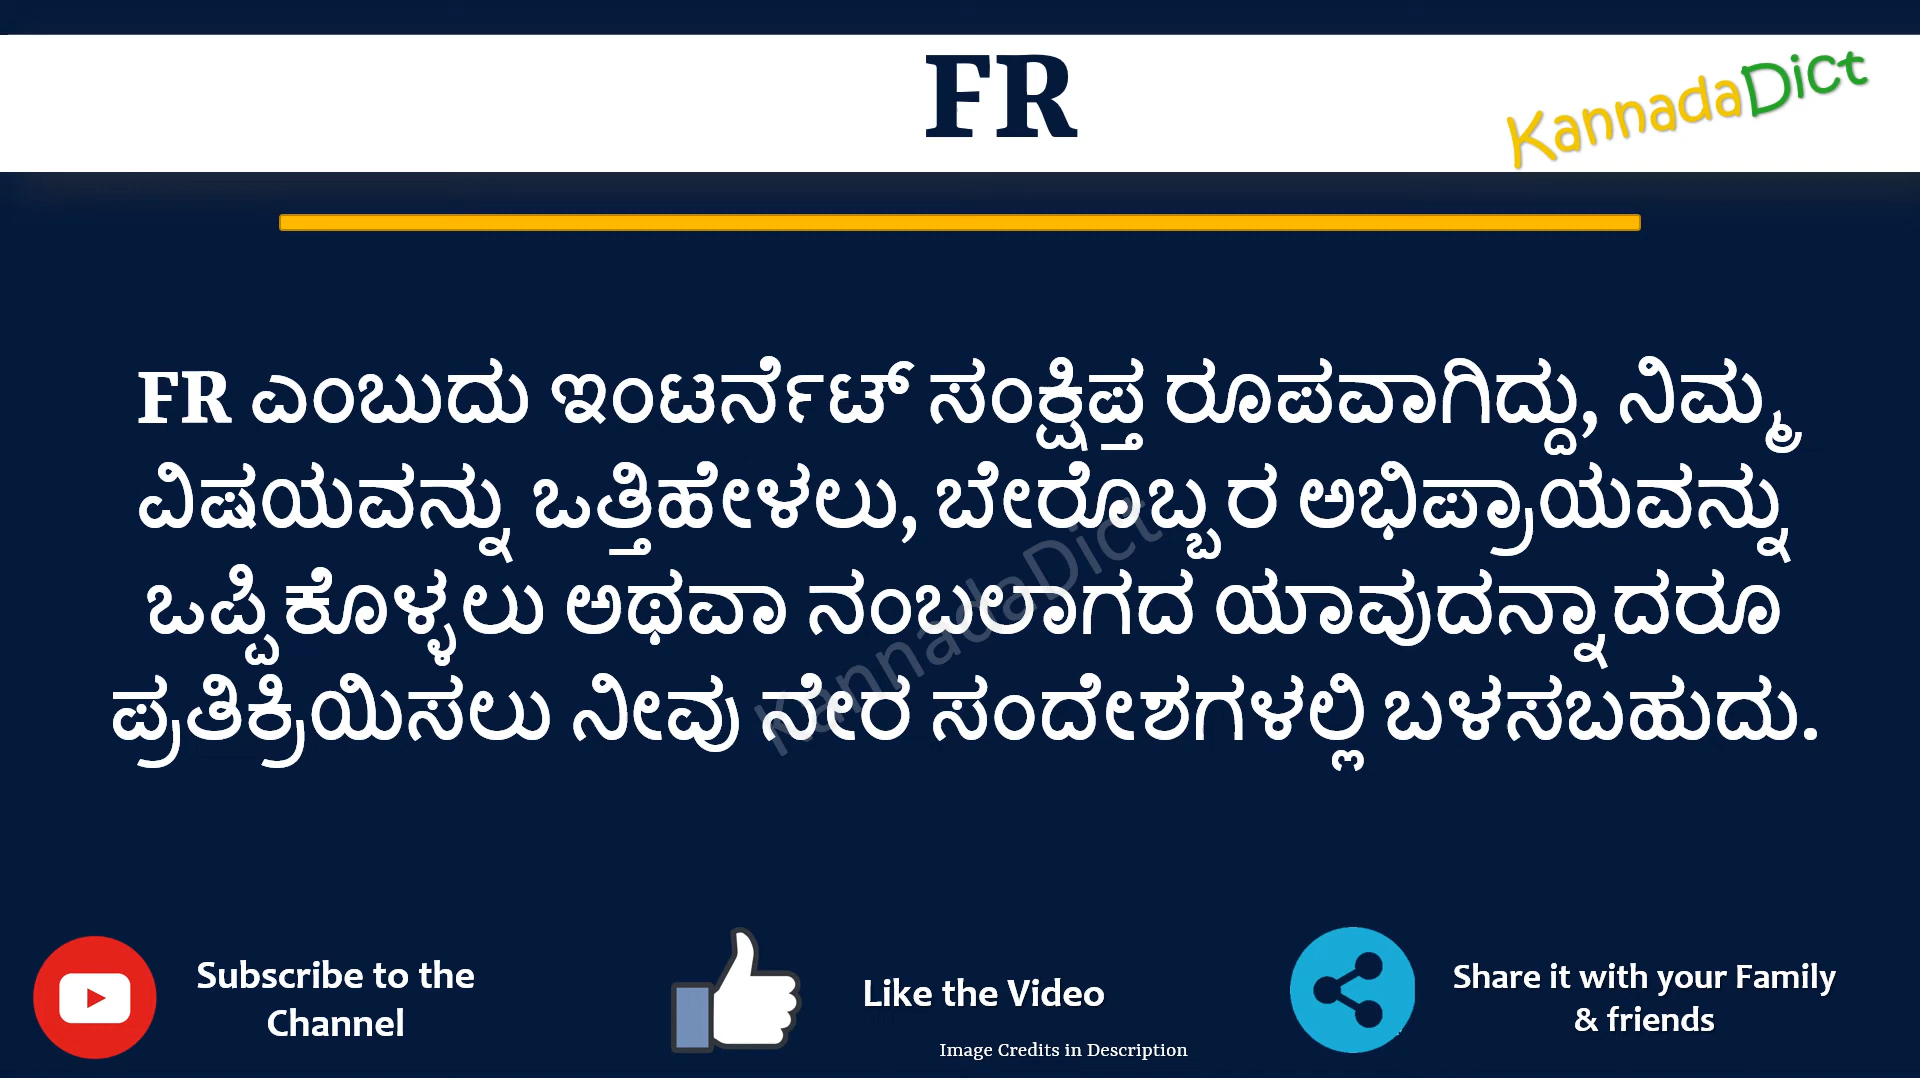 FR
KannadaDict
FR ಎಂಬುದು ಇಂಟರ್ನೆಟ್ ಸಂಕ್ಷಿಪ್ತ ರೂಪವಾಗಿದ್ದು, ನಿಮ್ಮ
ವಿಷಯವನ್ನು ಒತ್ತಿಹೇಳಲು, ಬೇರೊಬ್ಬರ ಅಭಿಪ್ರಾಯವನ್ನು
ಒಪ್ಪಿಕೊಳ್ಳಲು ಅಥವಾ ನಂಬಲಾಗದ ಯಾವುದನ್ನಾದರೂ
ಪ್ರತಿಕ್ರಿಯಿಸಲು ನೀವು ನೇರ ಸಂದೇಶಗಳಲ್ಲಿ ಬಳಸಬಹುದು.
KannadaDict
Subscribe to the
Channel
Like the Video
Image Credits in Description
Share it with your Family
& friends